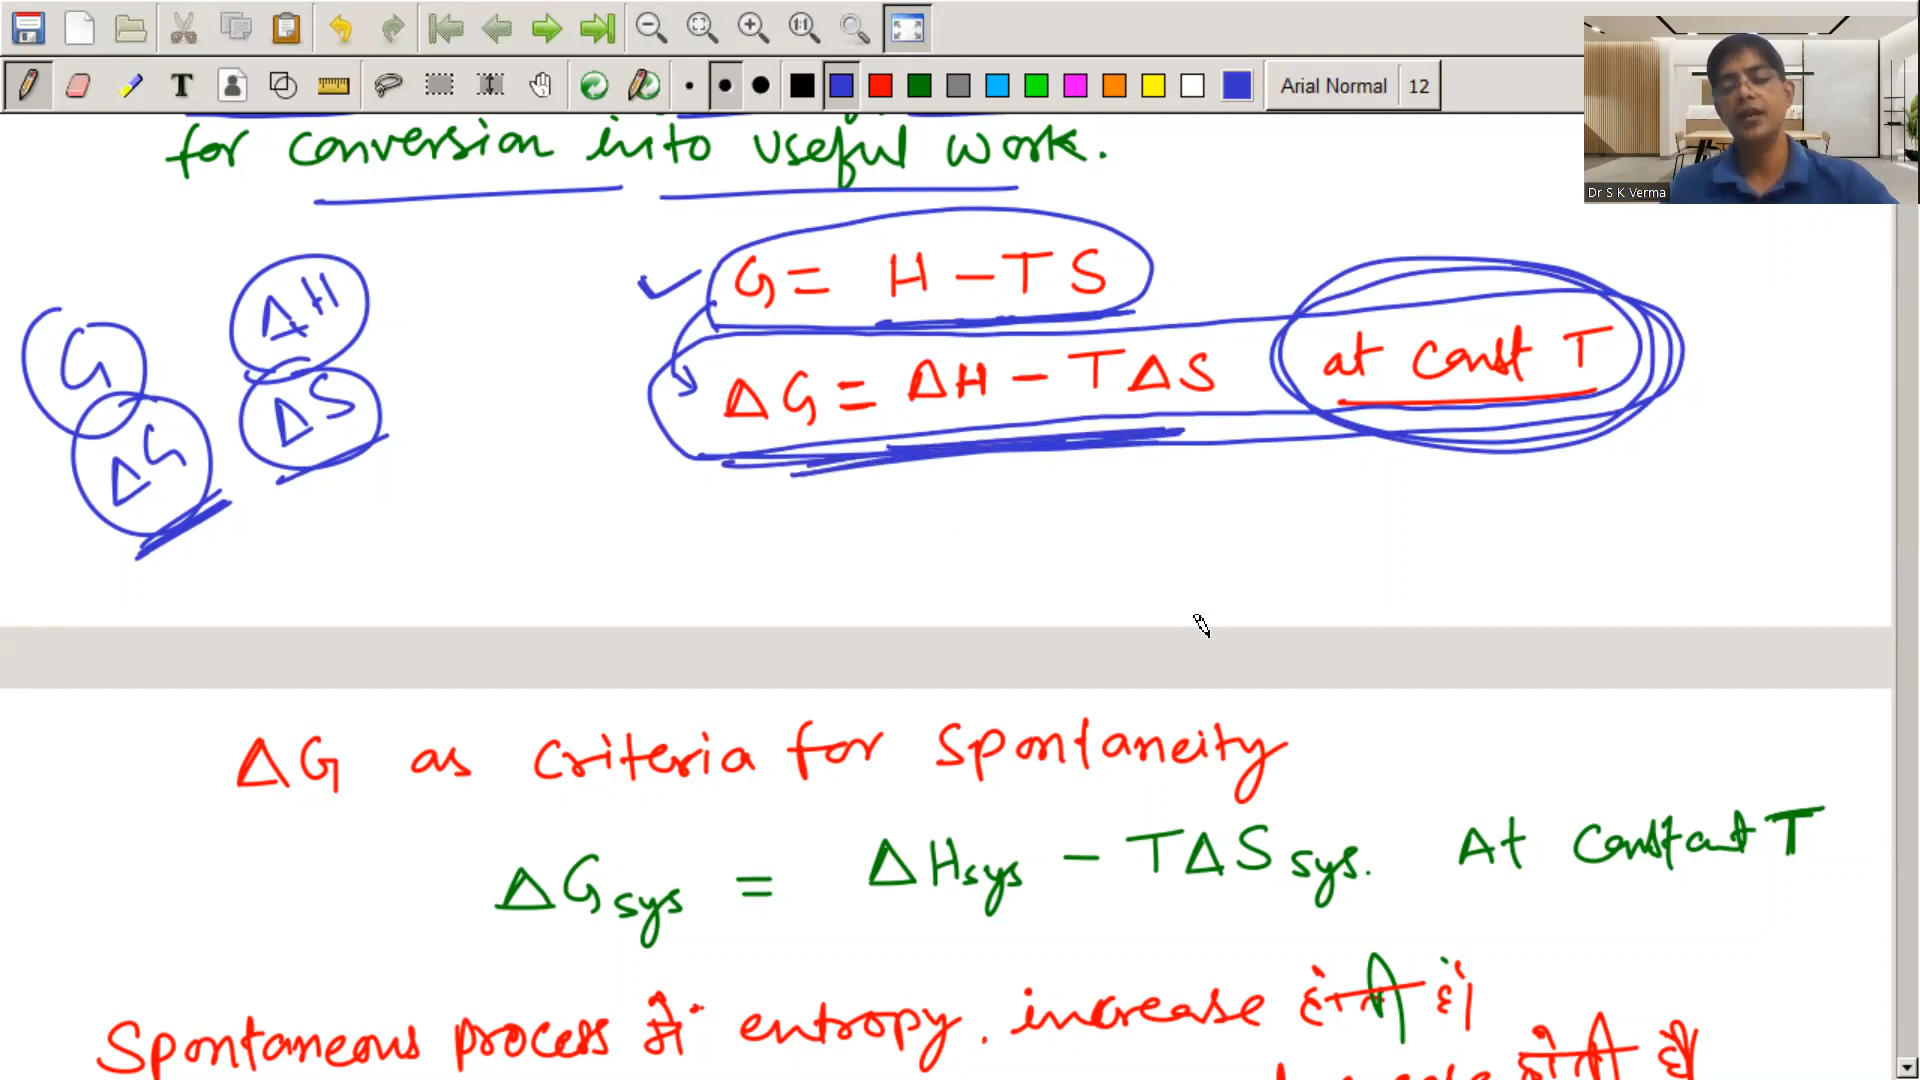 Arial Normal 12
Dr S K Verma
for conversion into useful work.
G = H - TS
ΔH
G
ΔG = ΔH - TΔS at const T
ΔS
ΔG
ΔG as criteria for spontaneity
ΔGsys = ΔHsys - TΔSsys. At constant T
Spontaneous process में entropy. increase होती है।